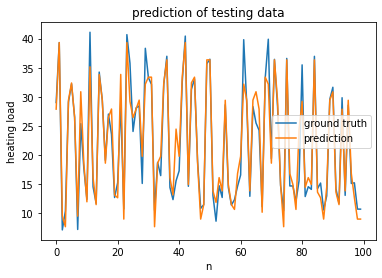 prediction of testing data
heating load
40
35
30
25
20
15
10
ground truth
prediction
0 20 40 60 80 100
n